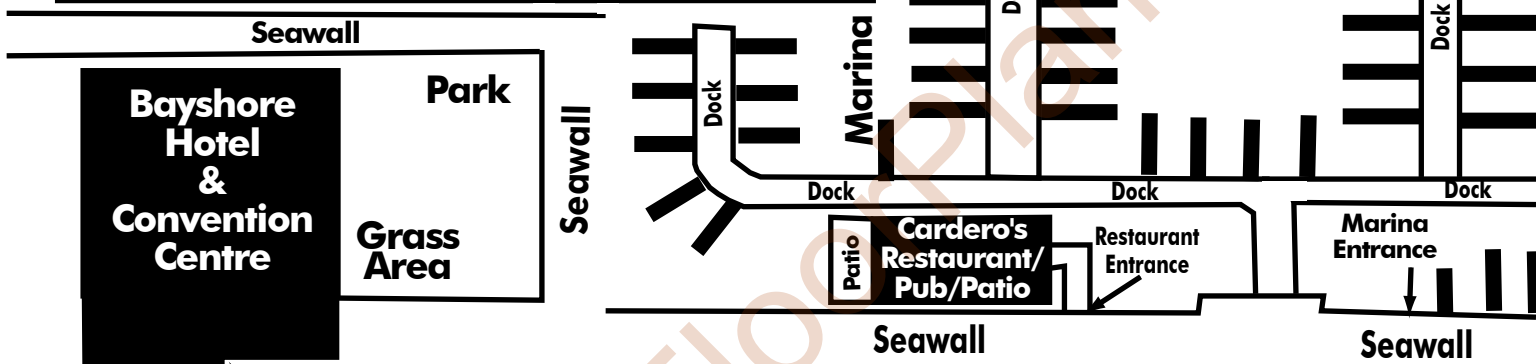 Seawall
Bayshore
Hotel
&
Convention
Centre
Park
Grass
Area
Seawall
Dock
Marina
D
Dock
Dock
Dock
Dock
Patio
Cardero's
Restaurant/
Pub/Patio
Restaurant
Entrance
Marina
Entrance
Seawall
Seawall
FloorPlan